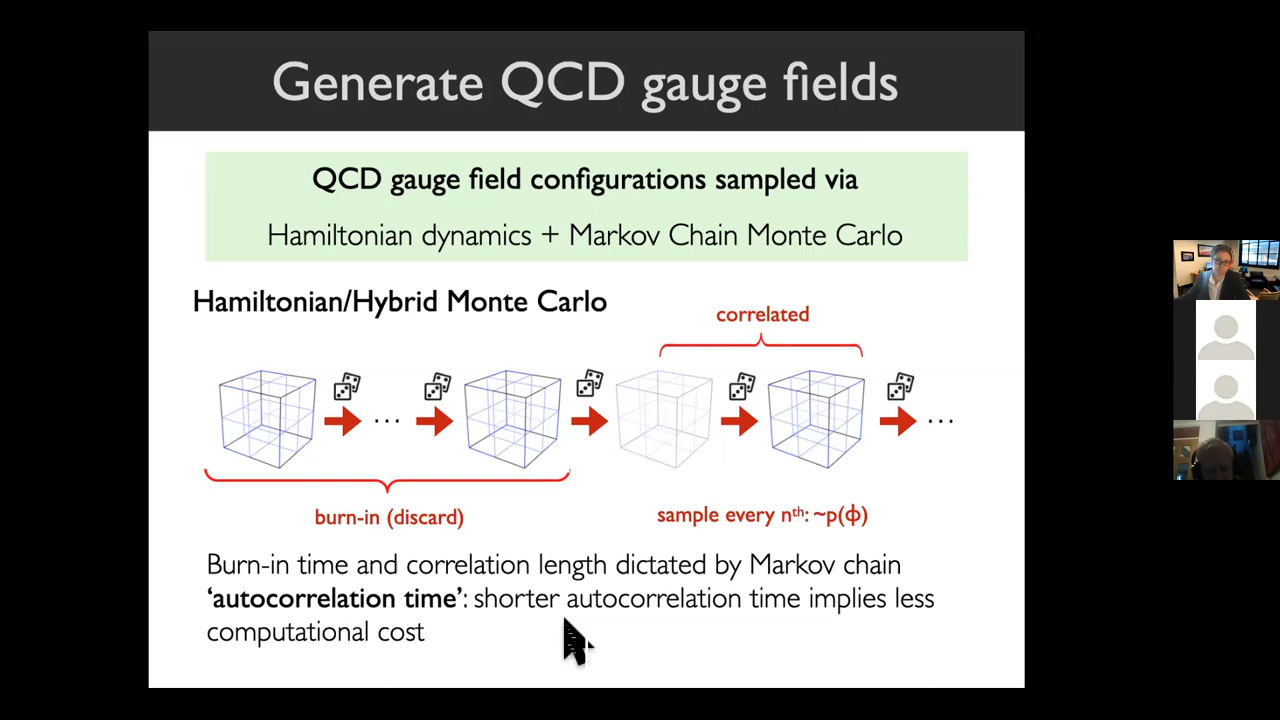 Generate QCD gauge fields
QCD gauge field configurations sampled via
Hamiltonian dynamics + Markov Chain Monte Carlo
Hamiltonian/Hybrid Monte Carlo
correlated
... ...
burn-in (discard)
sample every nth: ~p(ϕ)
Burn-in time and correlation length dictated by Markov chain
‘autocorrelation time’: shorter autocorrelation time implies less
computational cost